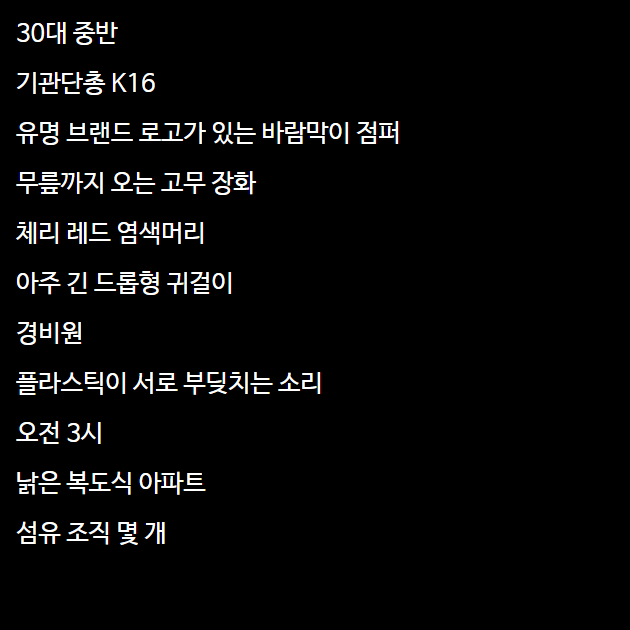 30대 중반
기관단총 K16
유명 브랜드 로고가 있는 바람막이 점퍼
무릎까지 오는 고무 장화
체리 레드 염색머리
아주 긴 드롭형 귀걸이
경비원
플라스틱이 서로 부딪치는 소리
오전 3시
낡은 복도식 아파트
섬유 조직 몇 개